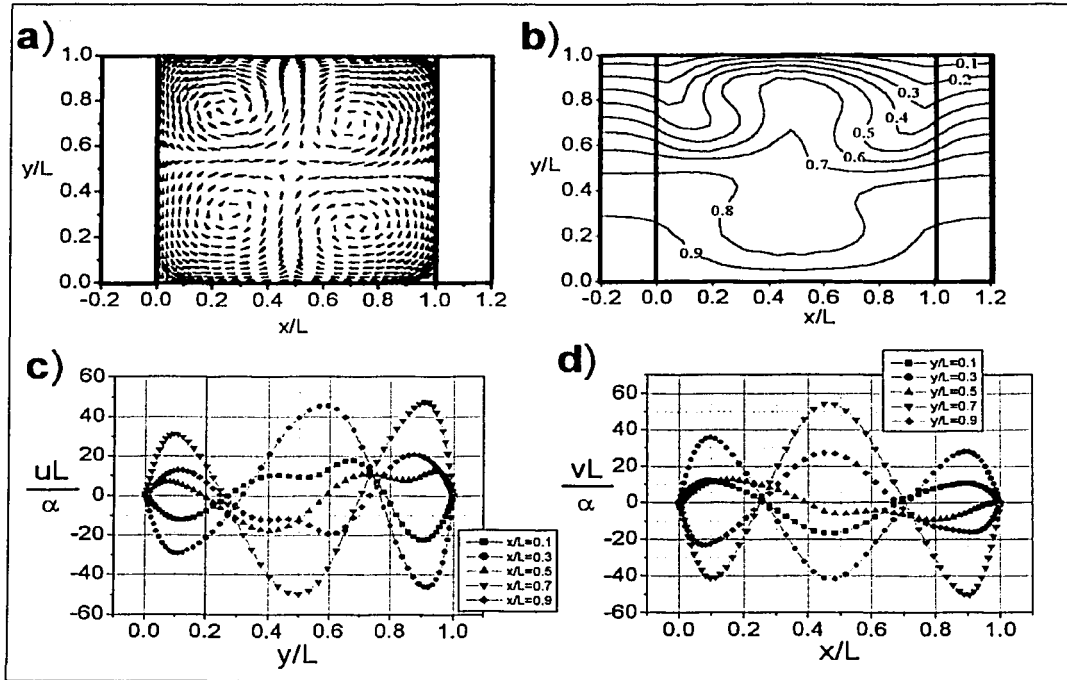 a)
1.0
0.8
0.6
y/L
0.4
0.2
0.0
-0.2 0.0 0.2 0.4 0.6 0.8 1.0 1.2
x/L
b)
1.0
0.8
0.6
y/L
0.4
0.2
0.0
0.1
0.2
0.3
0.4
0.5
0.6
0.7
0.8
0.9
-0.2 0.0 0.2 0.4 0.6 0.8 1.0 1.2
x/L
c)
60
40
20
0
-20
-40
-60
uL
α
x/L=0.1
x/L=0.3
x/L=0.5
x/L=0.7
x/L=0.9
0.0 0.2 0.4 0.6 0.8 1.0
y/L
d)
y/L=0.1
y/L=0.3
y/L=0.5
y/L=0.7
y/L=0.9
60
40
20
0
-20
-40
-60
vL
α
0.0 0.2 0.4 0.6 0.8 1.0
x/L